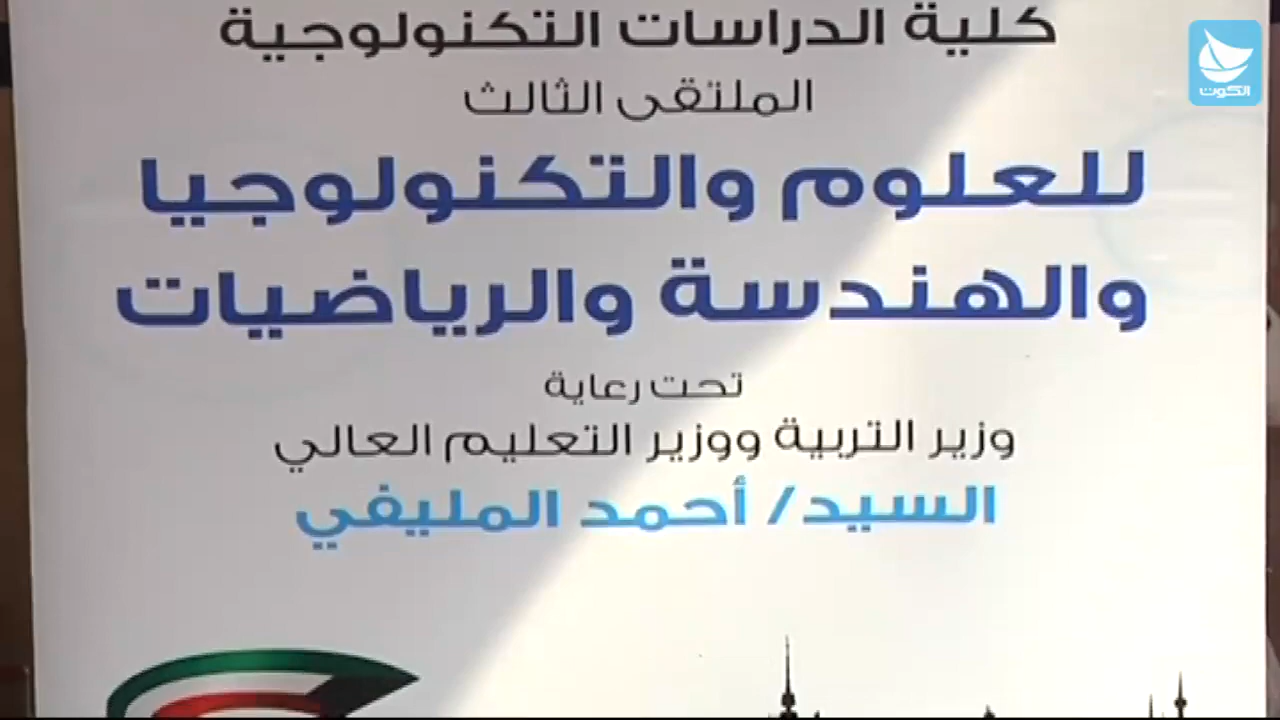 كلية الدراسات التكنولوجية
الملتقى الثالث
للعلوم والتكنولوجيا
والهندسة والرياضيات
تحت رعاية
وزير التربية ووزير التعليم العالي
السيد/ أحمد المليفي
الكوت